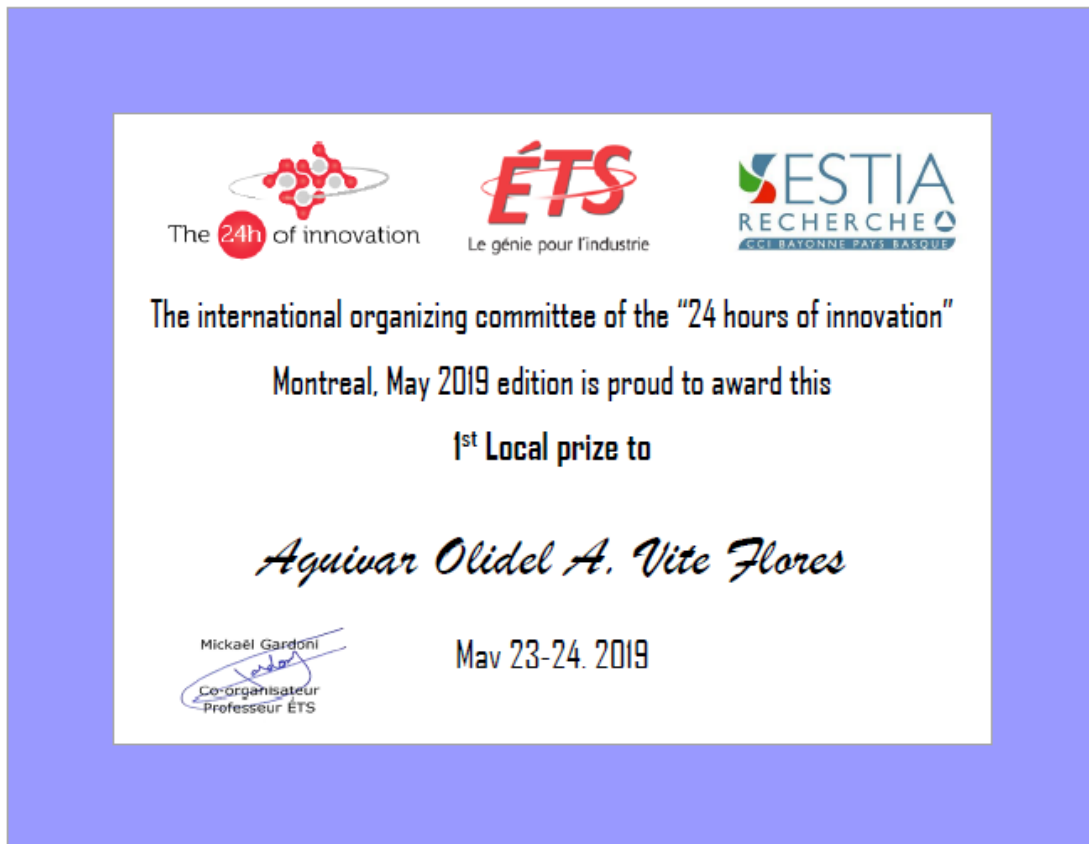 The 24h of innovation
ÉTS
Le génie pour l'industrie
ESTIA
RECHERCHE
CCI BAYONNE PAYS BASQUE
The international organizing committee of the “24 hours of innovation”
Montreal, May 2019 edition is proud to award this
1st Local prize to
Aguivar Olidel A. Vite Flores
May 23-24. 2019
Mickaël Gardoni
Co-organisateur
Professeur ÉTS